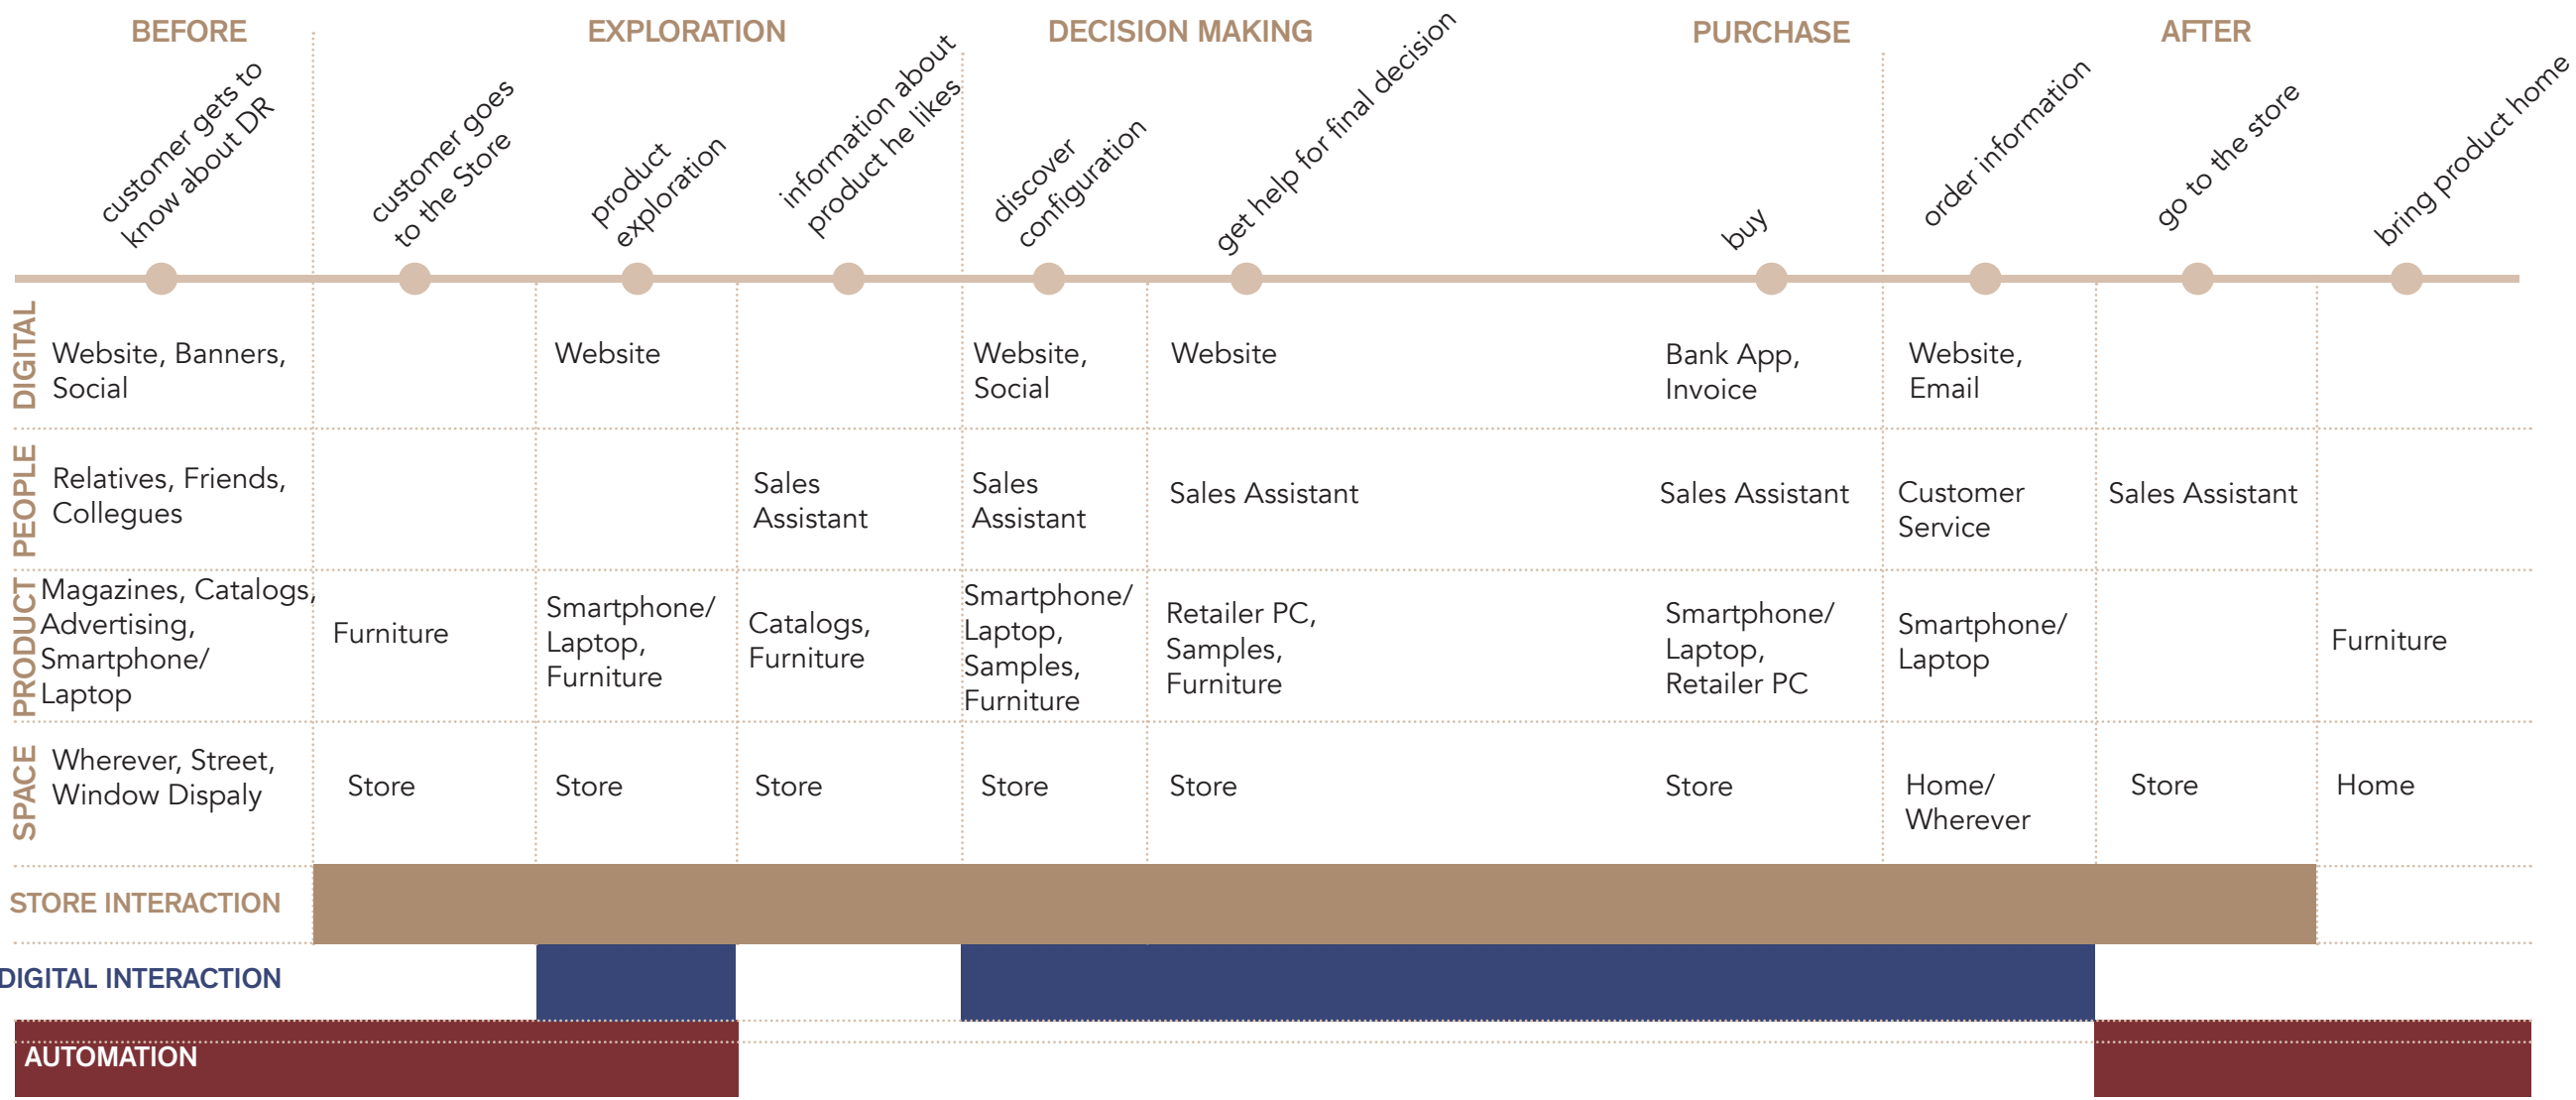 BEFORE
EXPLORATION
DECISION MAKING
PURCHASE
AFTER
customer gets to
know about DR
customer goes
to the Store
product
exploration
information about
product he likes
discover
configuration
get help for final decision
buy
order information
go to the store
bring product home
DIGITAL
Website, Banners,
Social
Website
Website,
Social
Website
Bank App,
Invoice
Website,
Email
PEOPLE
Relatives, Friends,
Collegues
Sales
Assistant
Sales
Assistant
Sales Assistant
Sales Assistant
Customer
Service
Sales Assistant
PRODUCT
Magazines, Catalogs,
Advertising,
Smartphone/
Laptop
Furniture
Smartphone/
Laptop,
Furniture
Catalogs,
Furniture
Smartphone/
Laptop,
Samples,
Furniture
Retailer PC,
Samples,
Furniture
Smartphone/
Laptop,
Retailer PC
Smartphone/
Laptop
Furniture
SPACE
Wherever, Street,
Window Dispaly
Store
Store
Store
Store
Store
Store
Home/
Wherever
Store
Home
STORE INTERACTION
DIGITAL INTERACTION
AUTOMATION